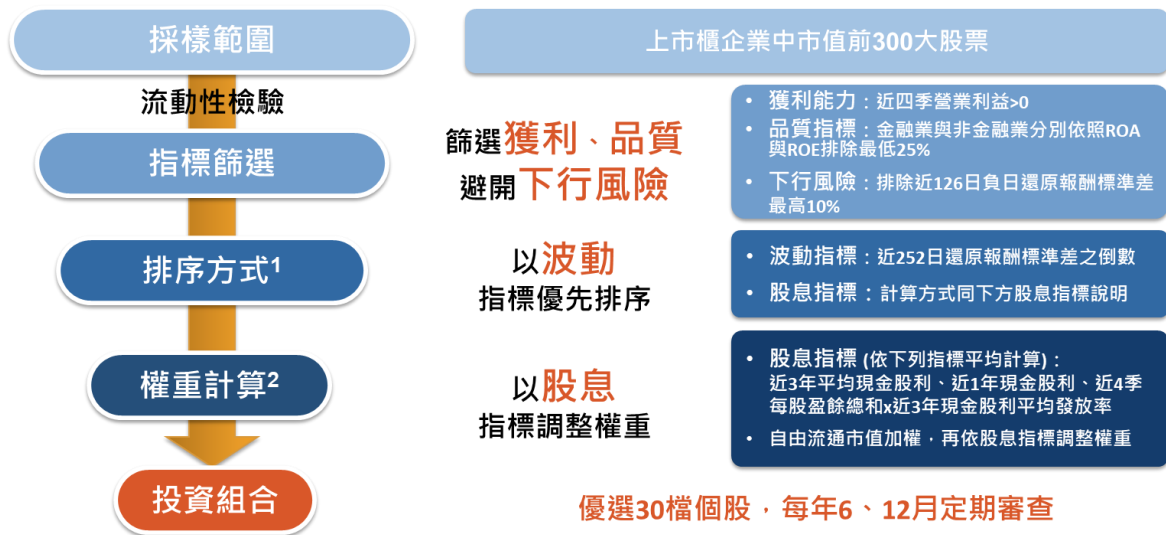 採樣範圍
上市櫃企業中市值前300大股票
流動性檢驗
指標篩選
篩選獲利、品質
避開下行風險
• 獲利能力：近四季營業利益>0
• 品質指標：金融業與非金融業分別依照ROA
與ROE排除最低25%
• 下行風險：排除近126日負日還原報酬標準差
最高10%
排序方式1
以波動
指標優先排序
• 波動指標：近252日還原報酬標準差之倒數
• 股息指標：計算方式同下方股息指標說明
權重計算2
以股息
指標調整權重
• 股息指標 (依下列指標平均計算)：
近3年平均現金股利、近1年現金股利、近4季
每股盈餘總和x近3年現金股利平均發放率
• 自由流通市值加權，再依股息指標調整權重
投資組合
優選30檔個股，每年6、12月定期審查